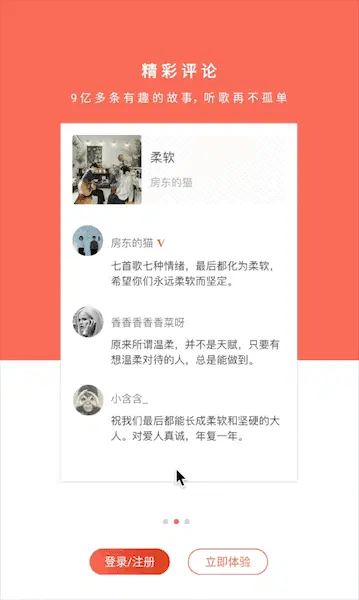 精彩评论
9亿多条有趣的故事,听歌再不孤单
柔软
房东的猫
房东的猫 V
七首歌七种情绪，最后都化为柔软，
希望你们永远柔软而坚定。
香香香香香菜呀
原来所谓温柔，并不是天赋，只要有
想温柔对待的人，总是能做到。
小含含_
祝我们最后都能长成柔软和坚硬的大
人。对爱人真诚，年复一年。
登录/注册
立即体验